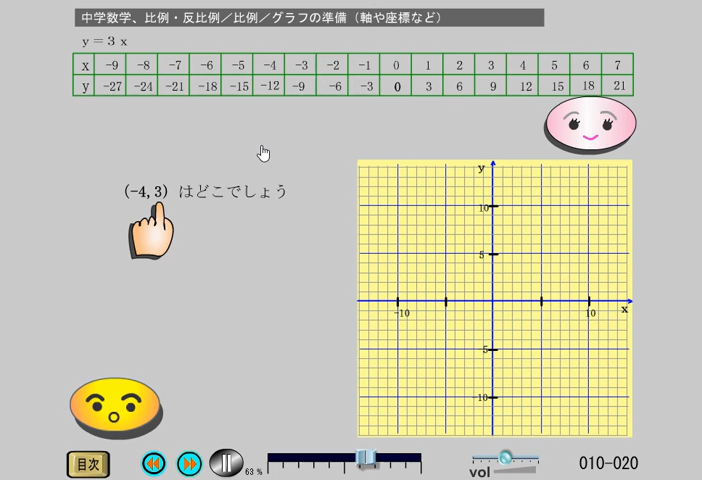 中学数学、比例・反比例／比例／グラフの準備（軸や座標など）
y＝3 x
x -9 -8 -7 -6 -5 -4 -3 -2 -1 0 1 2 3 4 5 6 7
y -27 -24 -21 -18 -15 -12 -9 -6 -3 0 3 6 9 12 15 18 21
(-4, 3) はどこでしょう
y
10
5
-10 10 x
5
-10
目次 63 % vol 010-020